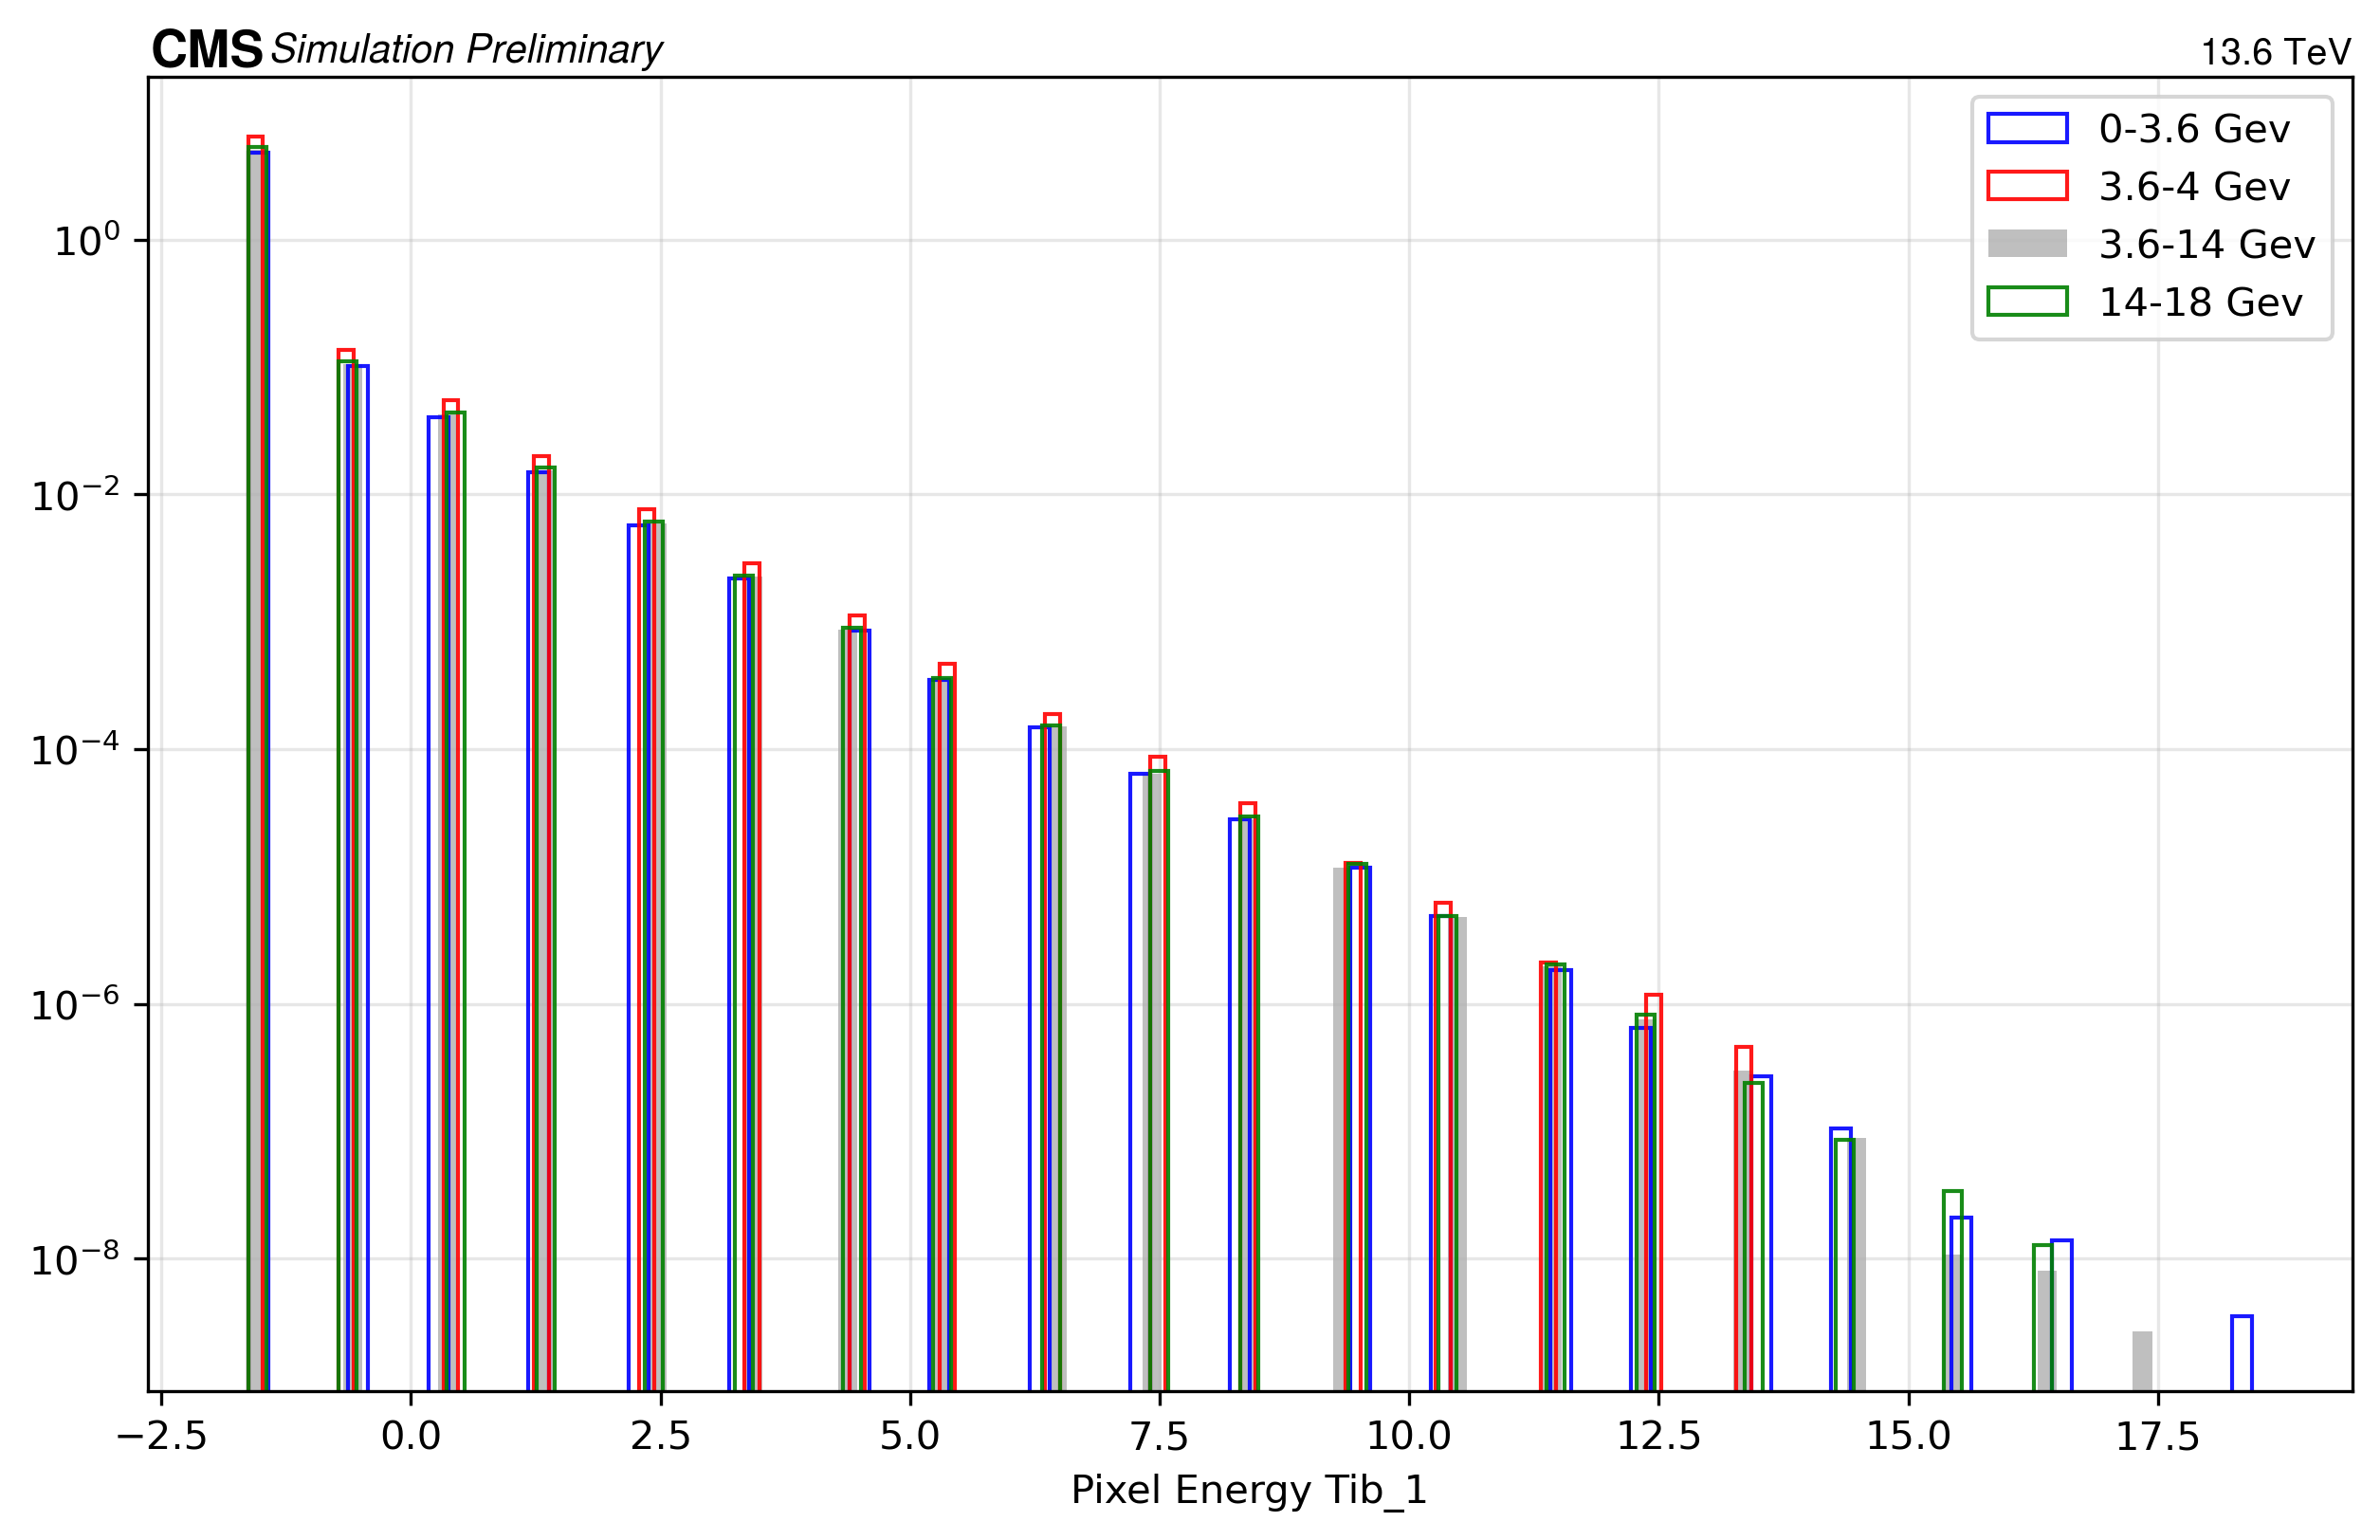 CMS Simulation Preliminary
13.6 TeV
0-3.6 Gev
3.6-4 Gev
3.6-14 Gev
14-18 Gev
10⁰
10⁻²
10⁻⁴
10⁻⁶
10⁻⁸
−2.5 0.0 2.5 5.0 7.5 10.0 12.5 15.0 17.5
Pixel Energy Tib_1